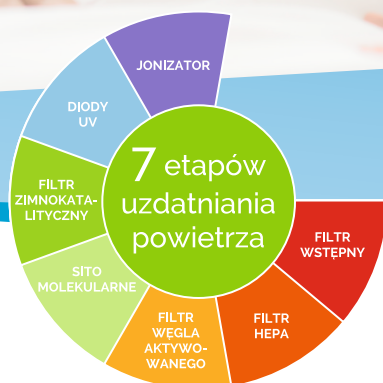 7 etapów
uzdatniania
powietrza
JONIZATOR
DIODY
UV
FILTR
ZIMNOKATA-
LITYCZNY
SITO
MOLEKULARNE
FILTR
WĘGLA
AKTYWO-
WANEGO
FILTR
HEPA
FILTR
WSTĘPNY